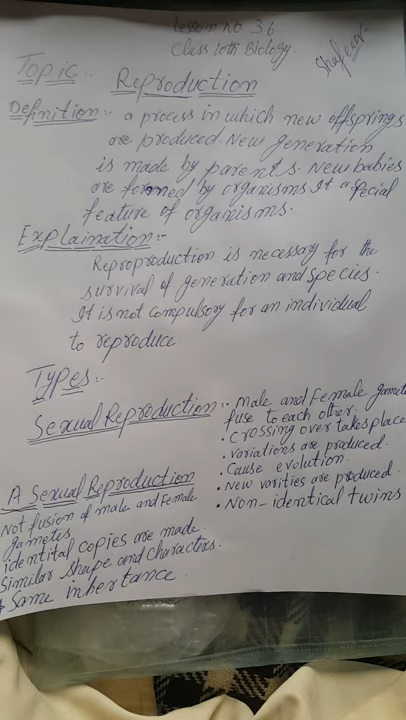 Lesson no 36
Class 10th Biology.
Topic:-
Reproduction
Definition:- a process in which new offsprings
are produced. New generation
is made by parents. New babies
are formed by organisms It a special
feature of organisms.
Explaination:-
Reproproduction is necessary for the
survival of generation and species.
It is not compulsory for an individual
to reproduce
Types:-
Sexual Reproduction:- Male and Female gamete
fuse to each other.
• Crossing over takes place
• variations are produced.
• Cause evolution.
• New varities are produced.
• Non-identical twins
A Sexual Reproduction
Not fusion of male and Female
gametes
identital copies are made.
Similar shape and characters.
Same inhertance.